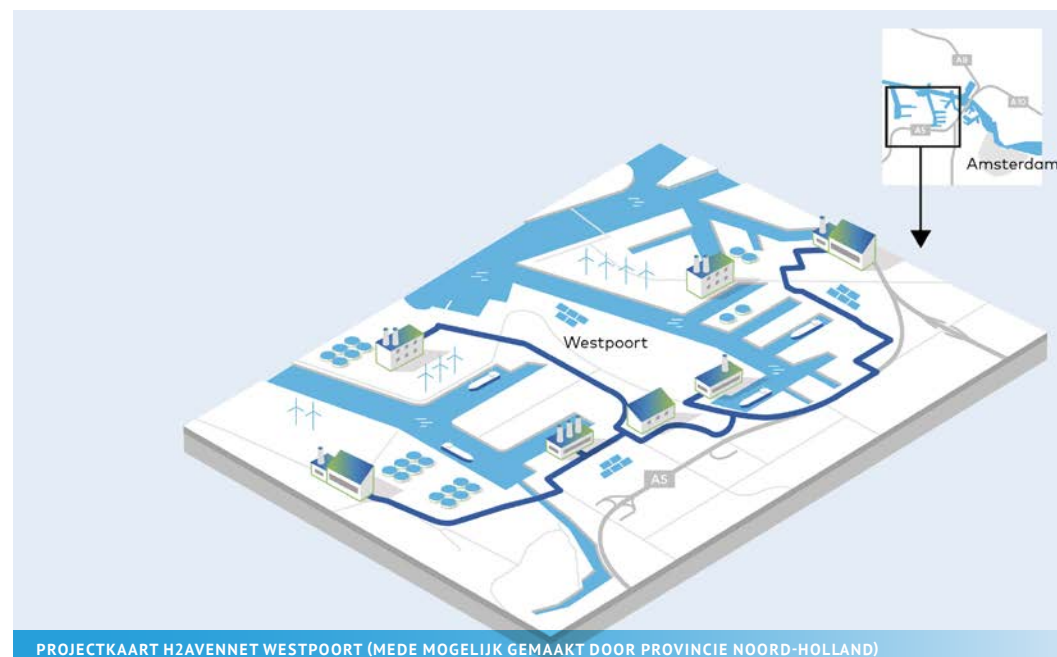 A8
A10
A5
Amsterdam
Westpoort
A5
PROJECTKAART H2AVENNET WESTPOORT (MEDE MOGELIJK GEMAAKT DOOR PROVINCIE NOORD-HOLLAND)